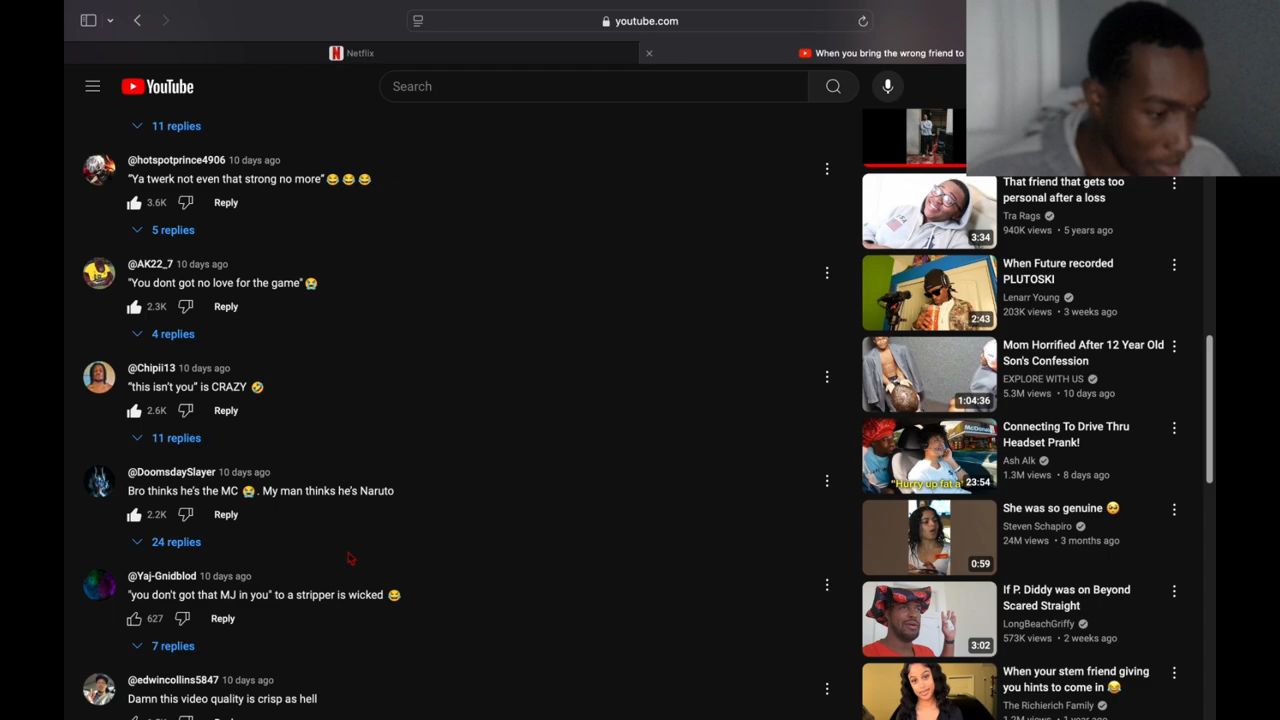 youtube.com
Netflix
When you bring the wrong friend to
YouTube
Search
11 replies
@hotspotprince4906 10 days ago
"Ya twerk not even that strong no more"😂😂😂
3.6K Reply
5 replies
@AK22_7 10 days ago
"You dont got no love for the game"😭
2.3K Reply
4 replies
@Chipii13 10 days ago
"this isn't you" is CRAZY 🤣
2.6K Reply
11 replies
@DoomsdaySlayer 10 days ago
Bro thinks he's the MC 😭. My man thinks he's Naruto
2.2K Reply
24 replies
@Yaj-Gnidblod 10 days ago
"you don't got that MJ in you" to a stripper is wicked 😂
627 Reply
7 replies
@edwincollins5847 10 days ago
Damn this video quality is crisp as hell
That friend that gets too
personal after a loss
Tra Rags
940K views • 5 years ago
3:34
When Future recorded
PLUTOSKI
Lenarr Young
203K views • 3 weeks ago
2:43
Mom Horrified After 12 Year Old
Son's Confession
EXPLORE WITH US
5.3M views • 10 days ago
1:04:36
Connecting To Drive Thru
Headset Prank!
Ash Alk
1.3M views • 8 days ago
"Hurry up fat a"
23:54
She was so genuine 🥺
Steven Schapiro
24M views • 3 months ago
0:59
If P. Diddy was on Beyond
Scared Straight
LongBeachGriffy
573K views • 2 weeks ago
3:02
When your stem friend giving
you hints to come in 😂
The Richierich Family
1.2M views • 1 year ago